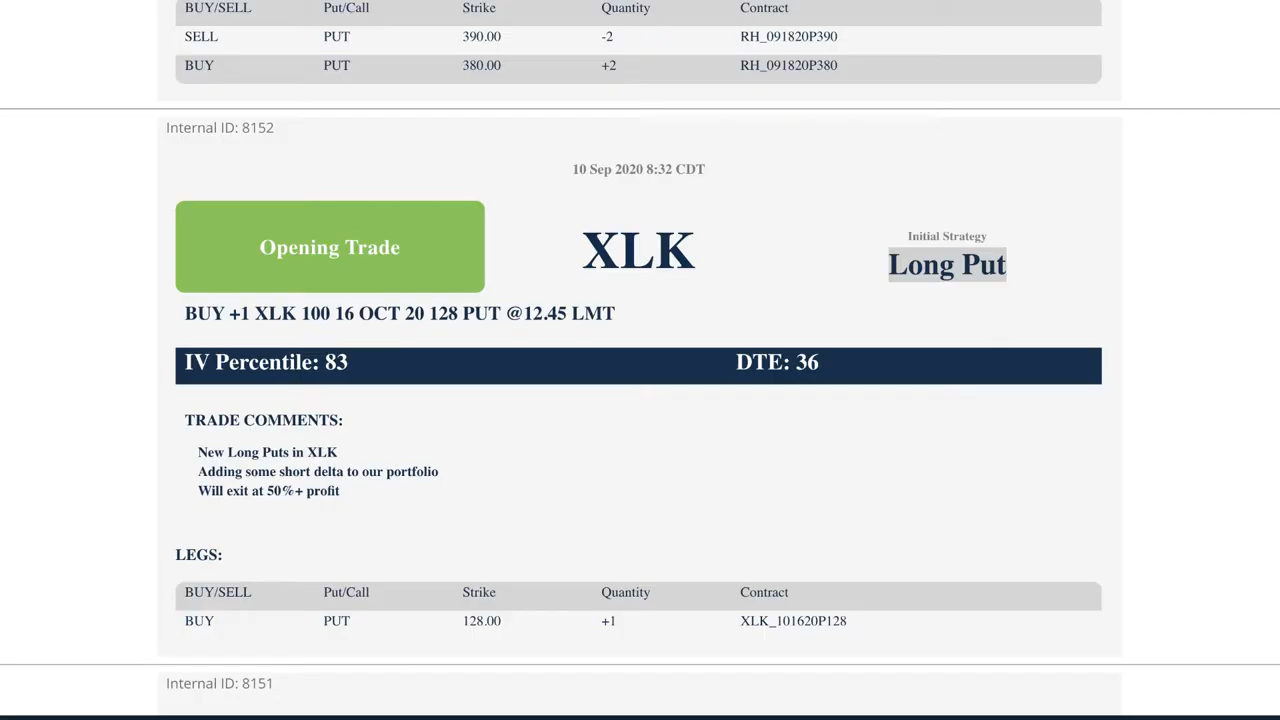 BUY/SELL Put/Call Strike Quantity Contract
SELL PUT 390.00 -2 RH_091820P390
BUY PUT 380.00 +2 RH_091820P380
Internal ID: 8152
10 Sep 2020 8:32 CDT
Opening Trade
XLK
Initial Strategy
Long Put
BUY +1 XLK 100 16 OCT 20 128 PUT @12.45 LMT
IV Percentile: 83 DTE: 36
TRADE COMMENTS:
New Long Puts in XLK
Adding some short delta to our portfolio
Will exit at 50%+ profit
LEGS:
BUY/SELL Put/Call Strike Quantity Contract
BUY PUT 128.00 +1 XLK_101620P128
Internal ID: 8151